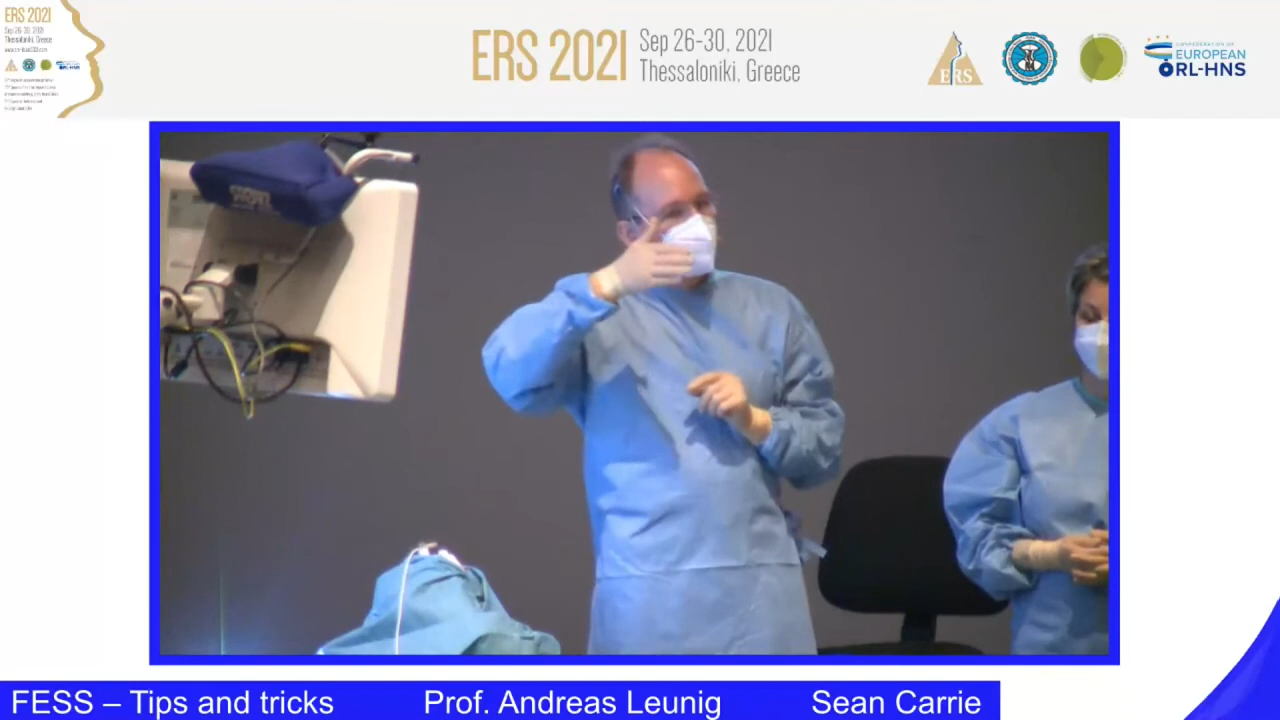 ERS 2021
Sep 26-30, 2021
Thessaloniki, Greece
ERS 2021
Sep 26-30, 2021
Thessaloniki, Greece
ERS
CONFEDERATION OF
EUROPEAN
ORL-HNS
FESS – Tips and tricks
Prof. Andreas Leunig
Sean Carrie